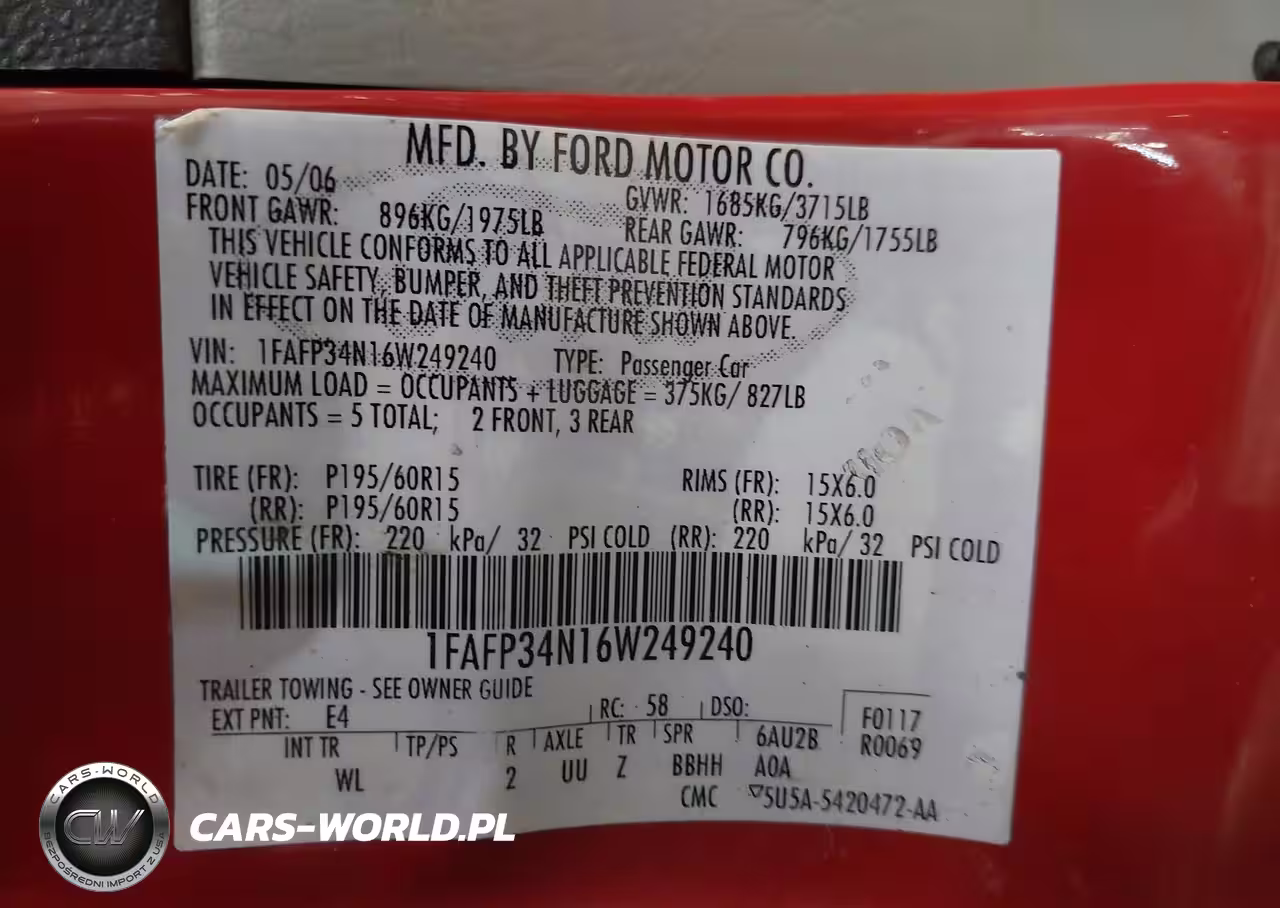 MFD. BY FORD MOTOR CO.
DATE: 05/06 GVWR: 1685KG/3715LB
FRONT GAWR: 896KG/1975LB REAR GAWR: 796KG/1755LB
THIS VEHICLE CONFORMS TO ALL APPLICABLE FEDERAL MOTOR
VEHICLE SAFETY, BUMPER, AND THEFT PREVENTION STANDARDS
IN EFFECT ON THE DATE OF MANUFACTURE SHOWN ABOVE.
VIN: 1FAFP34N16W249240 TYPE: Passenger Car
MAXIMUM LOAD = OCCUPANTS + LUGGAGE = 375KG/ 827LB
OCCUPANTS = 5 TOTAL; 2 FRONT, 3 REAR
TIRE (FR): P195/60R15 RIMS (FR): 15X6.0
(RR): P195/60R15 (RR): 15X6.0
PRESSURE (FR): 220 kPa/ 32 PSI COLD (RR): 220 kPa/ 32 PSI COLD
1FAFP34N16W249240
TRAILER TOWING - SEE OWNER GUIDE
EXT PNT: E4 RC: 58 DSO: F0117
INT TR TP/PS R AXLE TR SPR 6AU2B R0069
WL 2 UU Z BBHH A0A
CMC ▽5U5A-5420472-AA
CARS-WORLD
CW
BEZPOŚREDNI IMPORT Z USA
CARS-WORLD.PL